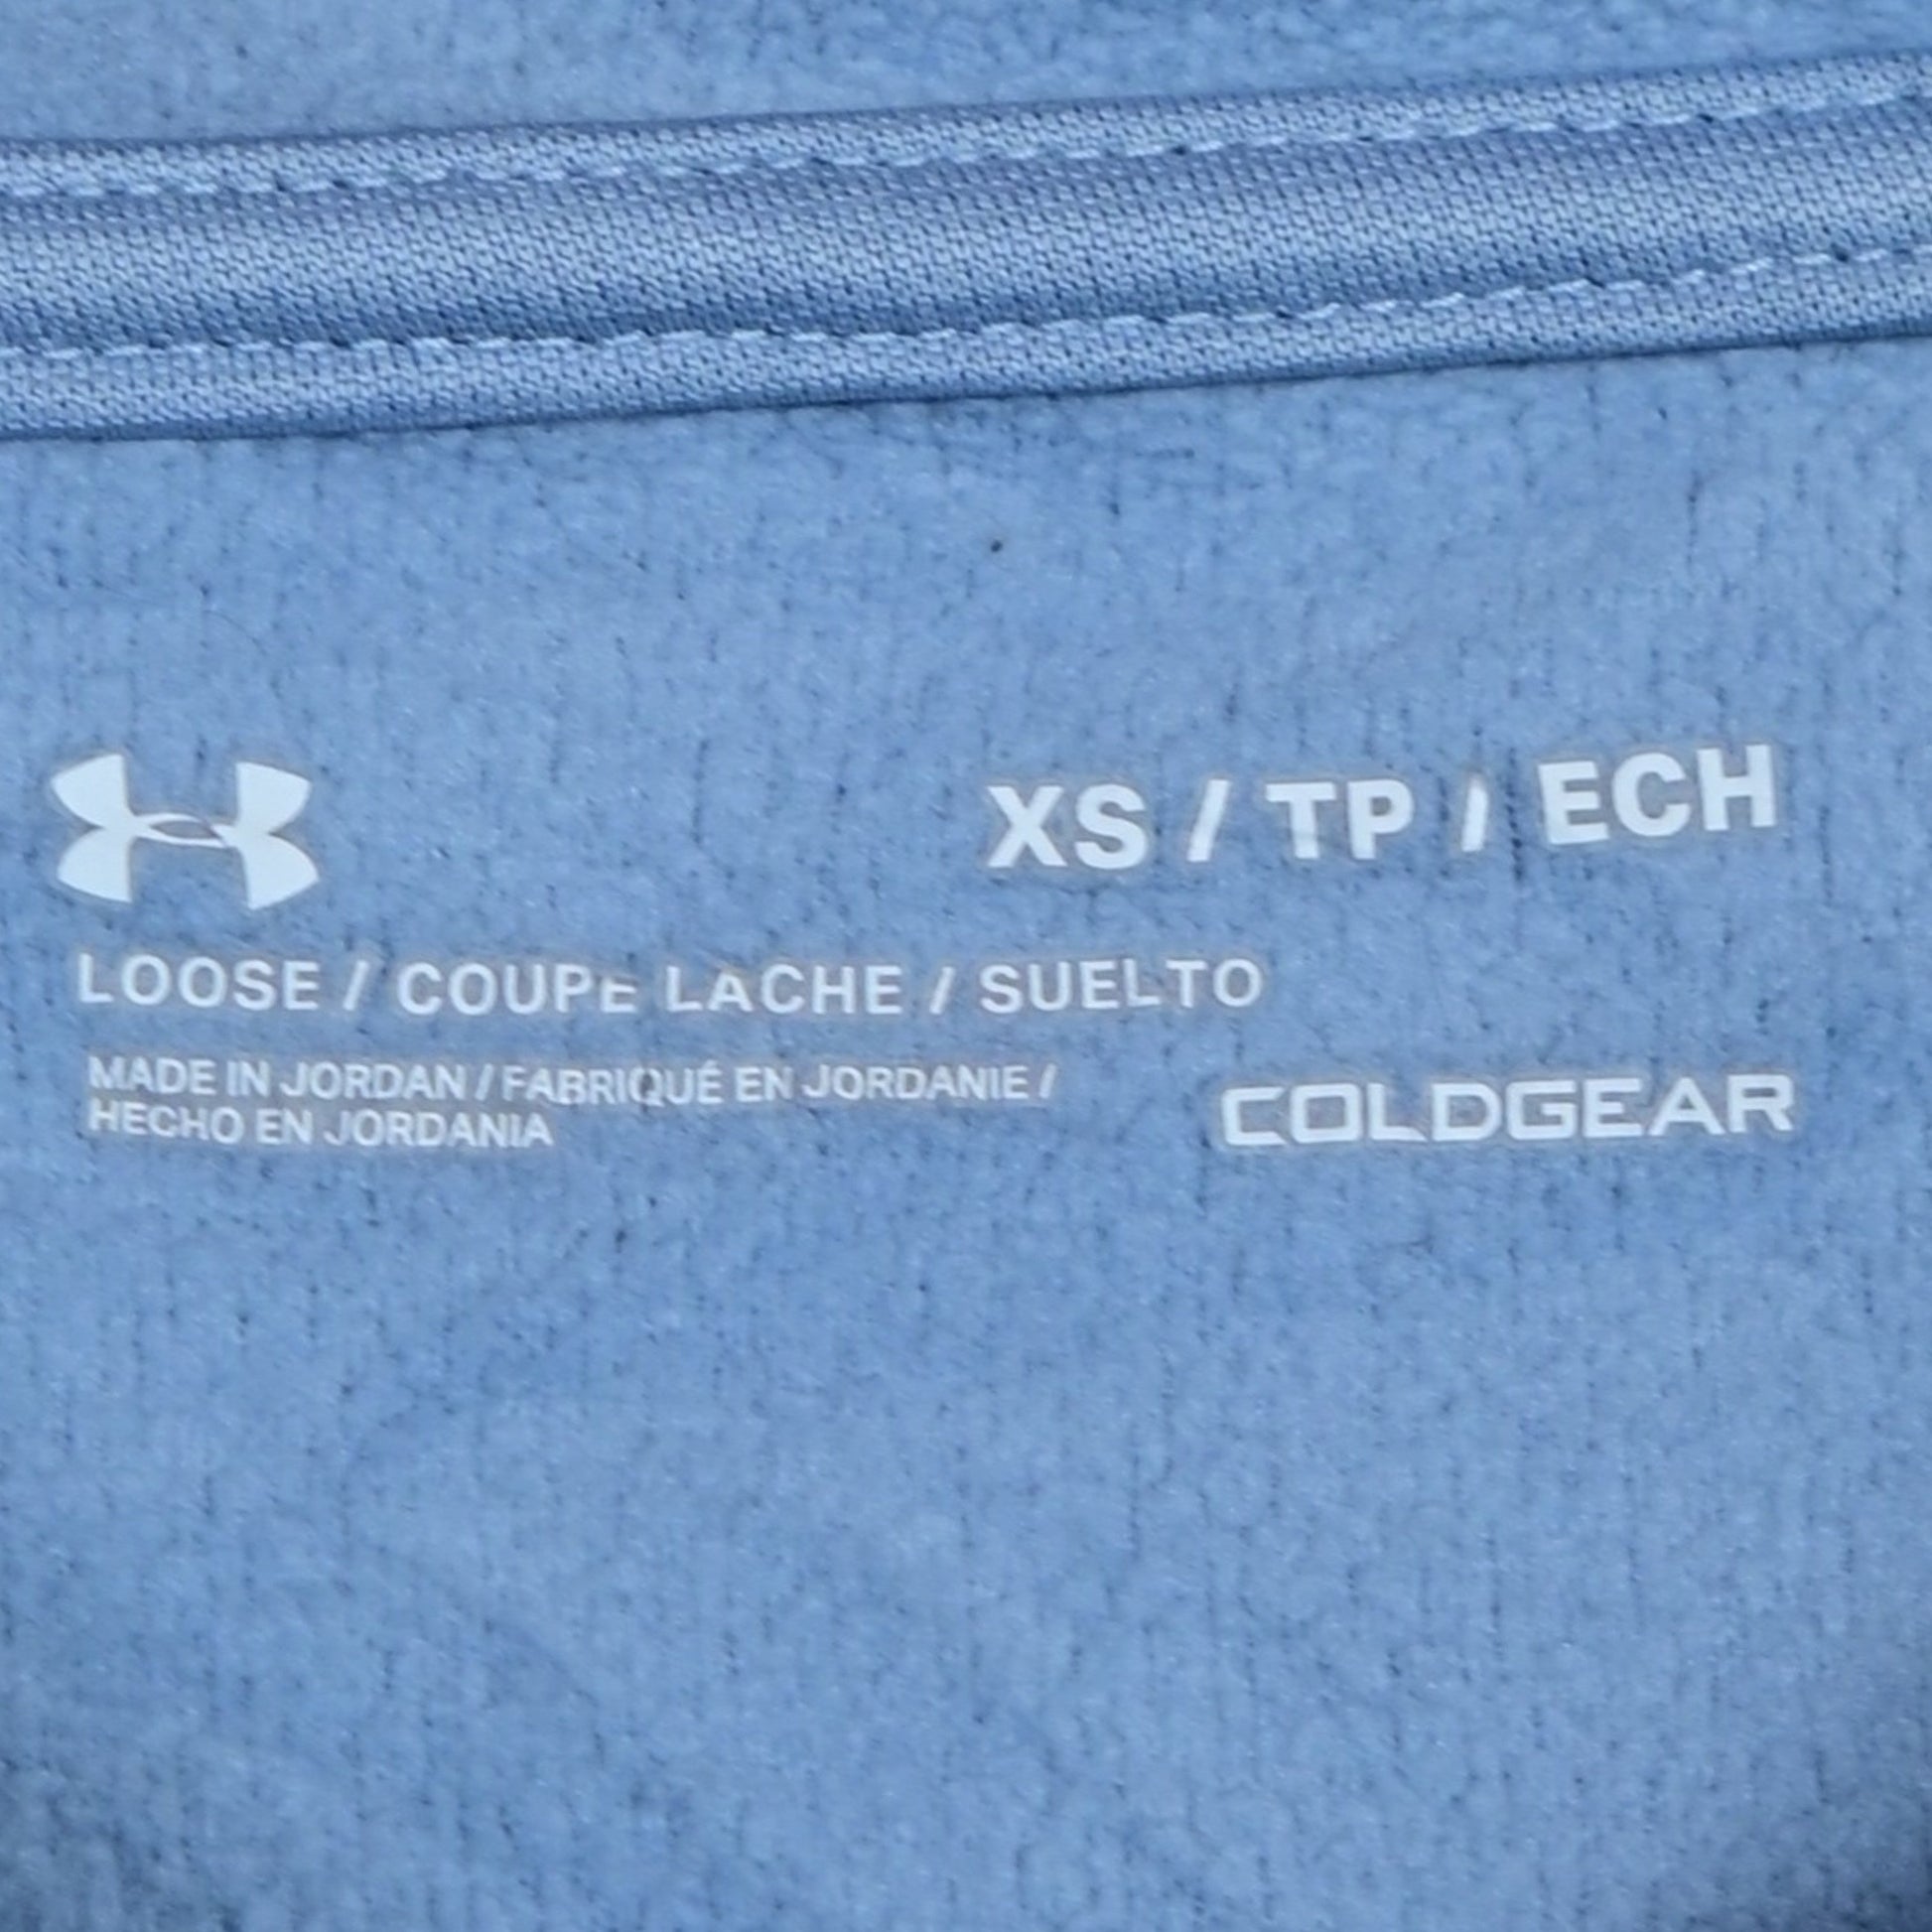 XS / TP / ECH
LOOSE / COUPE LACHE / SUELTO
MADE IN JORDAN / FABRIQUÉ EN JORDANIE /
HECHO EN JORDANIA
COLDGEAR